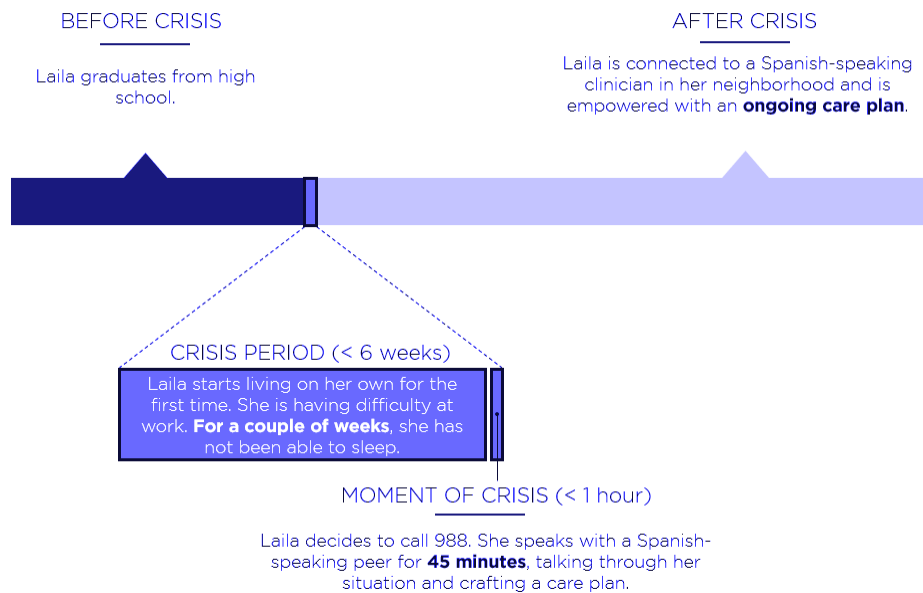 BEFORE CRISIS
Laila graduates from high
school.
AFTER CRISIS
Laila is connected to a Spanish-speaking
clinician in her neighborhood and is
empowered with an ongoing care plan.
CRISIS PERIOD (< 6 weeks)
Laila starts living on her own for the
first time. She is having difficulty at
work. For a couple of weeks, she has
not been able to sleep.
MOMENT OF CRISIS (< 1 hour)
Laila decides to call 988. She speaks with a Spanish-
speaking peer for 45 minutes, talking through her
situation and crafting a care plan.